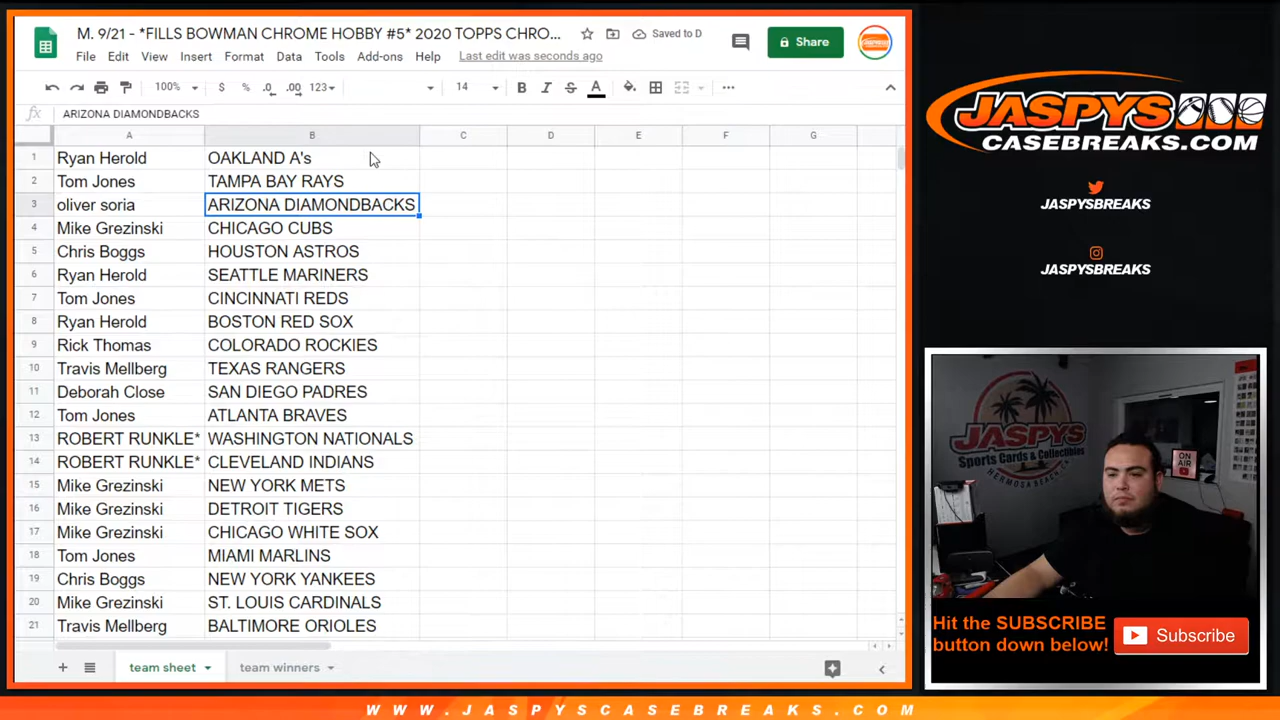 M. 9/21 - *FILLS BOWMAN CHROME HOBBY #5* 2020 TOPPS CHRO...
Saved to D
Share
File Edit View Insert Format Data Tools Add-ons Help Last edit was seconds ago
100% $ % .0 .00 123 14 B I S A
fx ARIZONA DIAMONDBACKS
A B C D E F G
1 Ryan Herold OAKLAND A's
2 Tom Jones TAMPA BAY RAYS
3 oliver soria ARIZONA DIAMONDBACKS
4 Mike Grezinski CHICAGO CUBS
5 Chris Boggs HOUSTON ASTROS
6 Ryan Herold SEATTLE MARINERS
7 Tom Jones CINCINNATI REDS
8 Ryan Herold BOSTON RED SOX
9 Rick Thomas COLORADO ROCKIES
10 Travis Mellberg TEXAS RANGERS
11 Deborah Close SAN DIEGO PADRES
12 Tom Jones ATLANTA BRAVES
13 ROBERT RUNKLE* WASHINGTON NATIONALS
14 ROBERT RUNKLE* CLEVELAND INDIANS
15 Mike Grezinski NEW YORK METS
16 Mike Grezinski DETROIT TIGERS
17 Mike Grezinski CHICAGO WHITE SOX
18 Tom Jones MIAMI MARLINS
19 Chris Boggs NEW YORK YANKEES
20 Mike Grezinski ST. LOUIS CARDINALS
21 Travis Mellberg BALTIMORE ORIOLES
team sheet team winners
JASPYS
CASEBREAKS.COM
JASPYSBREAKS
JASPYSBREAKS
JASPYS
Sports Cards & Collectibles
HERMOSA BEACH, CA
ON AIR
Hit the SUBSCRIBE
button down below!
Subscribe
WWW.JASPYSCASEBREAKS.COM